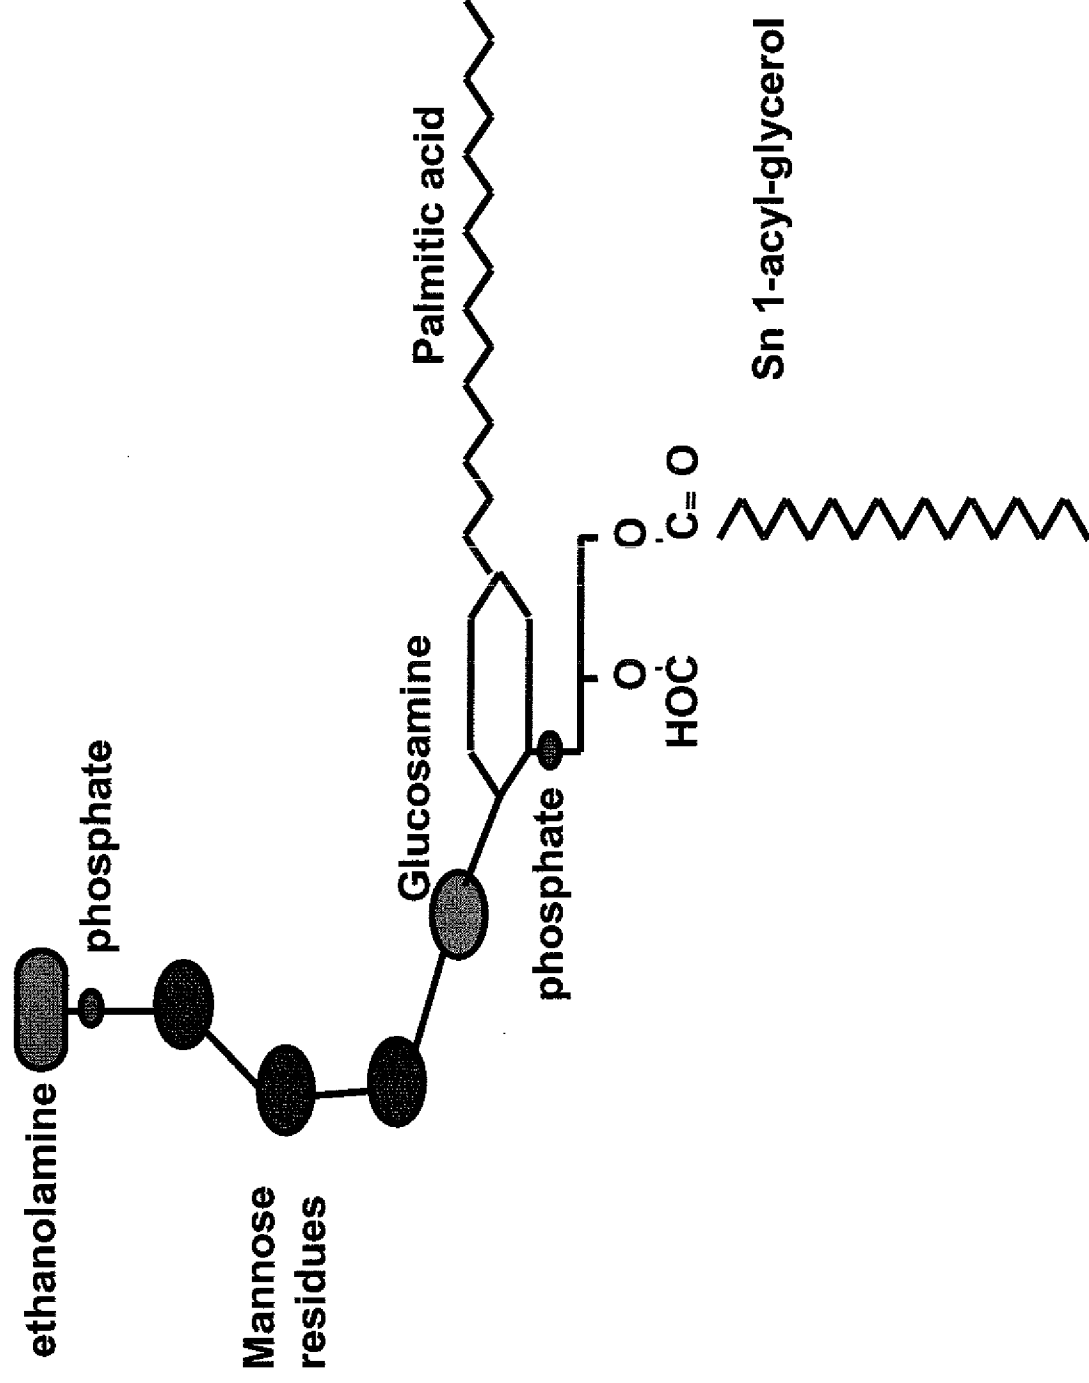 ethanolamine
phosphate
Mannose
residues
Glucosamine
Palmitic acid
phosphate
O
O
HOC
C=O
Sn 1-acyl-glycerol